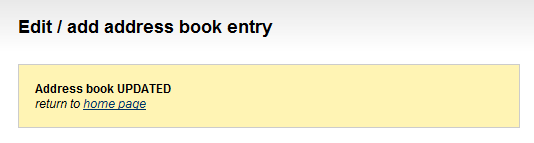 Edit / add address book entry
Address book UPDATED
return to home page